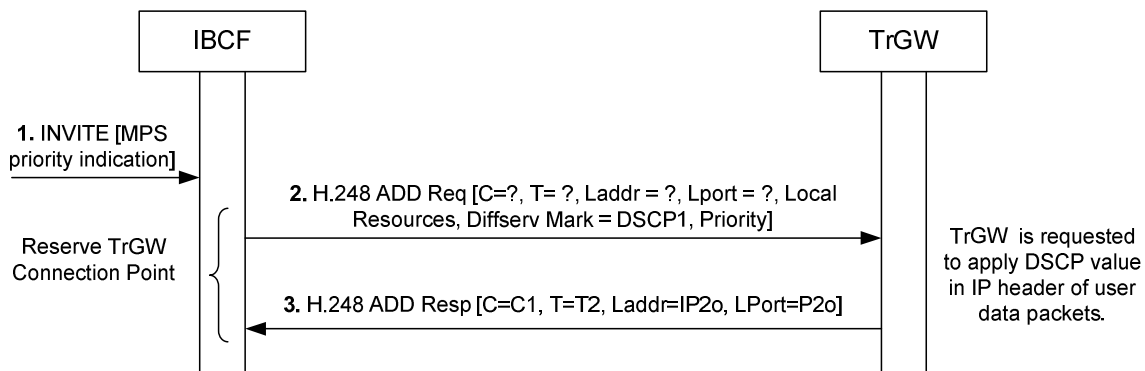 IBCF
TrGW
1. INVITE [MPS
priority indication]
2. H.248 ADD Req [C=?, T= ?, Laddr = ?, Lport = ?, Local
Resources, Diffserv Mark = DSCP1, Priority]
Reserve TrGW
Connection Point
TrGW is requested
to apply DSCP value
in IP header of user
data packets.
3. H.248 ADD Resp [C=C1, T=T2, Laddr=IP2o, LPort=P2o]